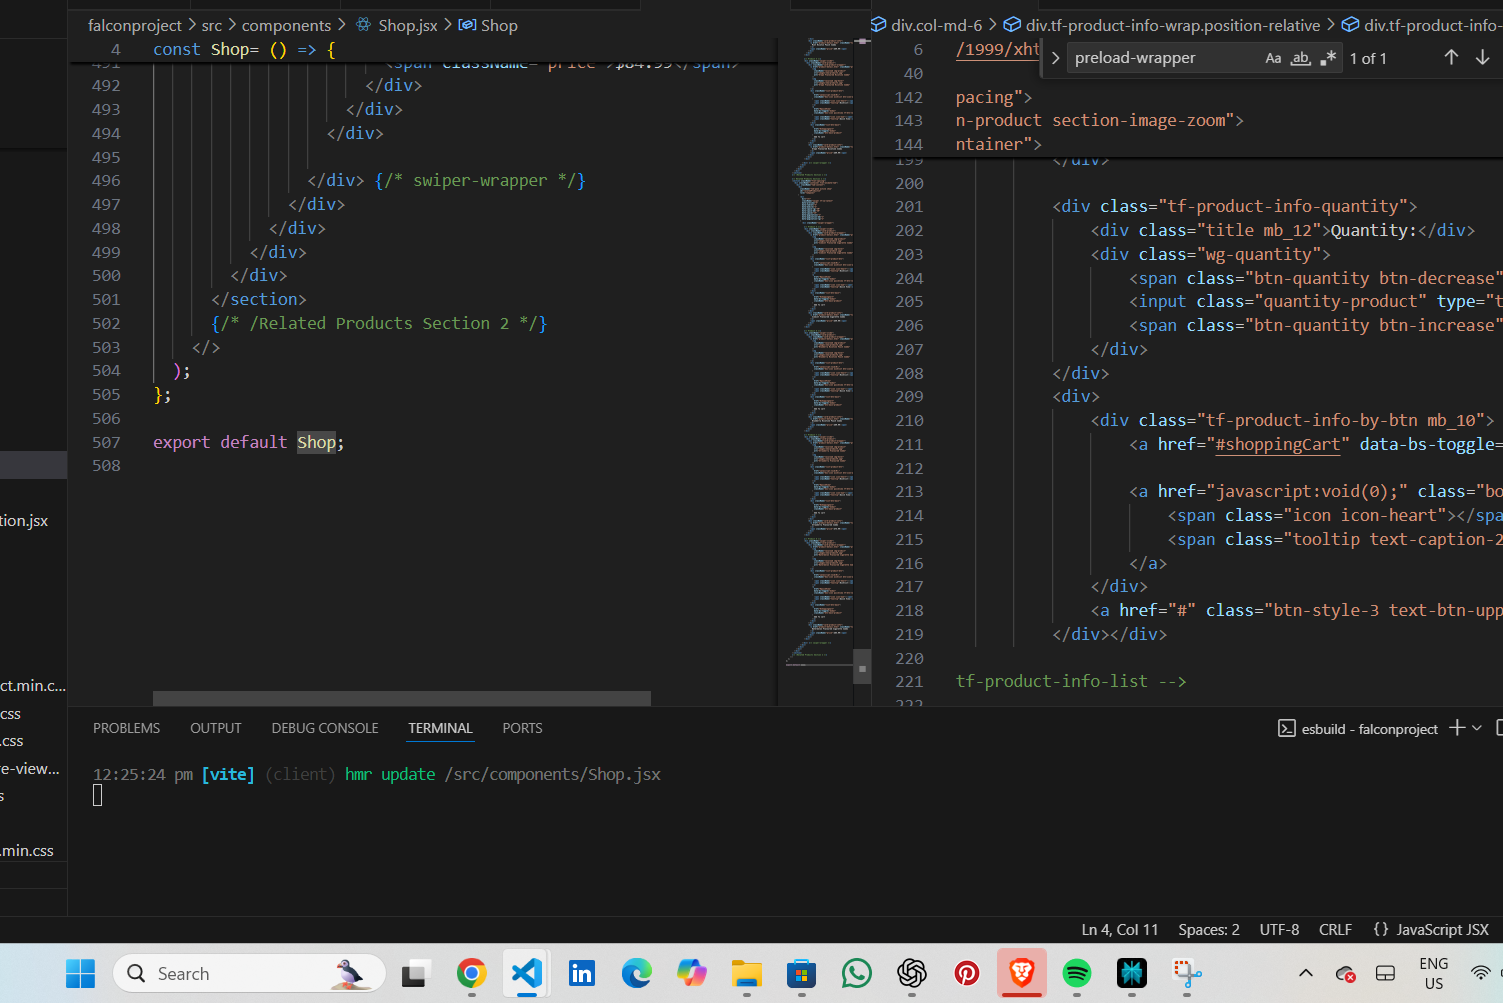 falconproject > src > components > Shop.jsx > Shop
4 const Shop= () => {
491 <span className="price">$84.99</span>
492 </div>
493 </div>
494 </div>
495
496 </div> {/* swiper-wrapper */}
497 </div>
498 </div>
499 </div>
500 </div>
501 </section>
502 {/* /Related Products Section 2 */}
503 </>
504 );
505 };
506
507 export default Shop;
508
tion.jsx
ct.min.c...
css
.css
e-view...
s
.min.css
div.col-md-6 > div.tf-product-info-wrap.position-relative > div.tf-product-info-
preload-wrapper Aa ab 1 of 1
6 /1999/xht
40
142 pacing">
143 n-product section-image-zoom">
144 ntainer">
199 </div>
200
201 <div class="tf-product-info-quantity">
202 <div class="title mb_12">Quantity:</div>
203 <div class="wg-quantity">
204 <span class="btn-quantity btn-decrease"
205 <input class="quantity-product" type="t
206 <span class="btn-quantity btn-increase"
207 </div>
208 </div>
209 <div>
210 <div class="tf-product-info-by-btn mb_10">
211 <a href="#shoppingCart" data-bs-toggle=
212
213 <a href="javascript:void(0);" class="bo
214 <span class="icon icon-heart"></spa
215 <span class="tooltip text-caption-2
216 </a>
217 </div>
218 <a href="#" class="btn-style-3 text-btn-upp
219 </div></div>
220
221 tf-product-info-list -->
222
PROBLEMS OUTPUT DEBUG CONSOLE TERMINAL PORTS
esbuild - falconproject
12:25:24 pm [vite] (client) hmr update /src/components/Shop.jsx
Ln 4, Col 11 Spaces: 2 UTF-8 CRLF {} JavaScript JSX
Search
ENG
US